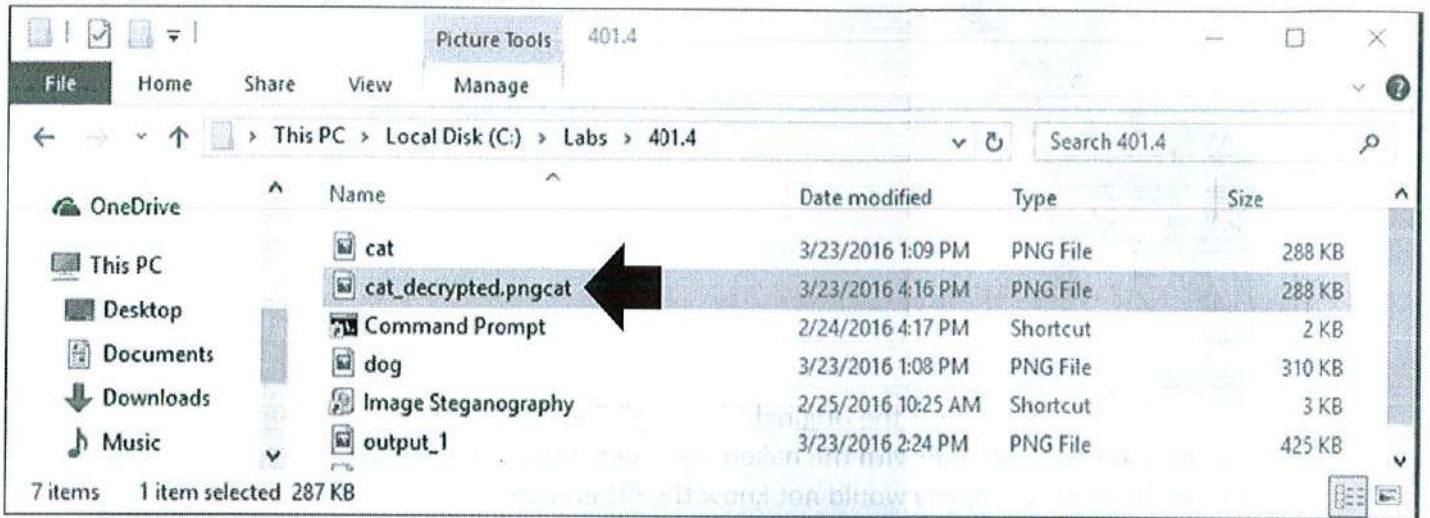 Picture Tools 401.4
File Home Share View Manage
This PC > Local Disk (C:) > Labs > 401.4 Search 401.4
Name Date modified Type Size
OneDrive
This PC
Desktop
Documents
Downloads
Music
cat 3/23/2016 1:09 PM PNG File 288 KB
cat_decrypted.pngcat 3/23/2016 4:16 PM PNG File 288 KB
Command Prompt 2/24/2016 4:17 PM Shortcut 2 KB
dog 3/23/2016 1:08 PM PNG File 310 KB
Image Steganography 2/25/2016 10:25 AM Shortcut 3 KB
output_1 3/23/2016 2:24 PM PNG File 425 KB
7 items 1 item selected 287 KB